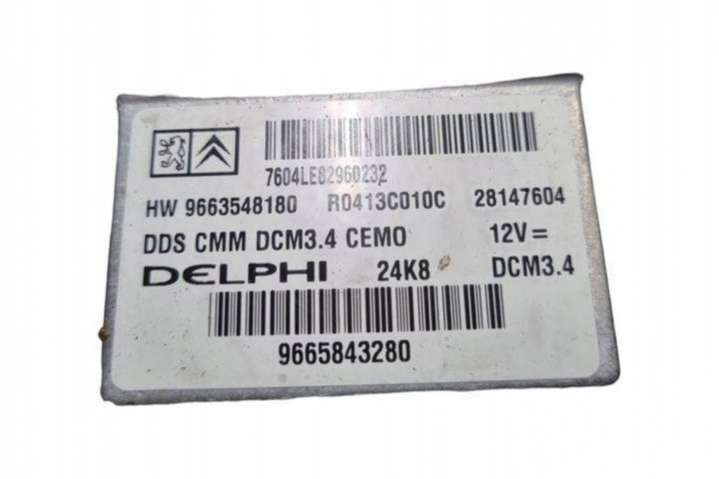 7604LE82960232
HW 9663548180 R0413C010C 28147604
DDS CMM DCM3.4 CEMO 12V=
DELPHI 24K8 DCM3.4
9665843280